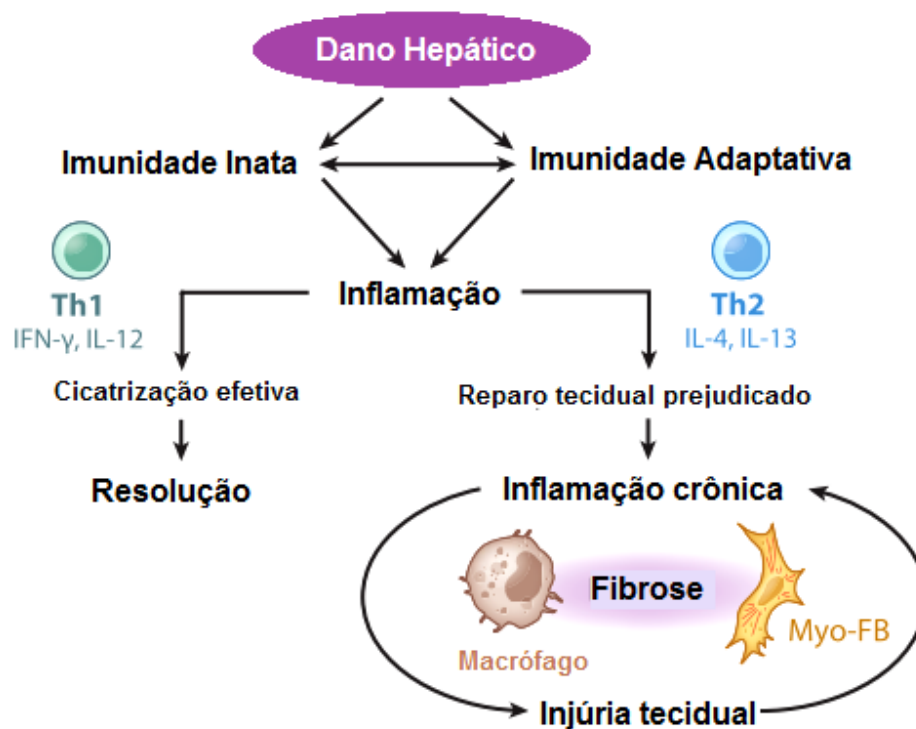 Dano Hepático
Imunidade Inata
Imunidade Adaptativa
Th1
IFN-γ, IL-12
Inflamação
Th2
IL-4, IL-13
Cicatrização efetiva
Reparo tecidual prejudicado
Resolução
Inflamação crônica
Fibrose
Macrófago
Myo-FB
Injúria tecidual